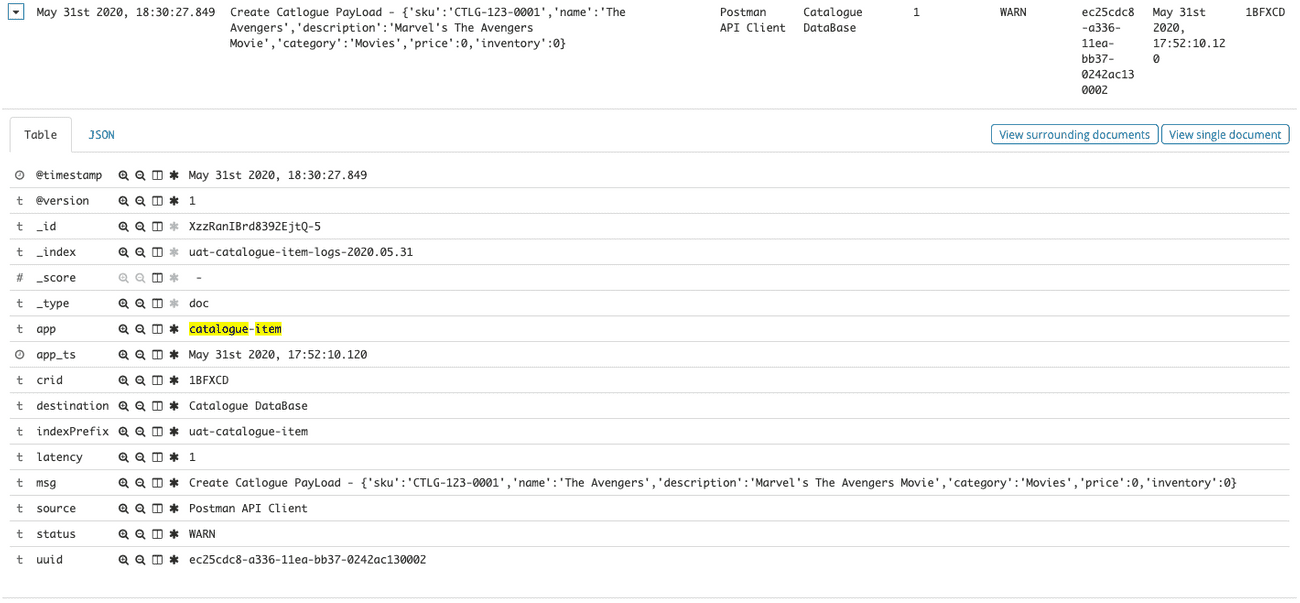 May 31st 2020, 18:30:27.849 Create Catlogue PayLoad - {'sku':'CTLG-123-0001','name':'The Postman Catalogue 1 WARN ec25cdc8 May 31st 1BFXCD
Avengers','description':'Marvel's The Avengers API Client DataBase -a336- 2020,
Movie','category':'Movies','price':0,'inventory':0} 11ea- 17:52:10.12
bb37- 0
0242ac13
0002
Table JSON View surrounding documents View single document
@timestamp May 31st 2020, 18:30:27.849
t @version 1
t _id XzzRanIBrd8392EjtQ-5
t _index uat-catalogue-item-logs-2020.05.31
# _score -
t _type doc
t app catalogue-item
app_ts May 31st 2020, 17:52:10.120
t crid 1BFXCD
t destination Catalogue DataBase
t indexPrefix uat-catalogue-item
t latency 1
t msg Create Catlogue PayLoad - {'sku':'CTLG-123-0001','name':'The Avengers','description':'Marvel's The Avengers Movie','category':'Movies','price':0,'inventory':0}
t source Postman API Client
t status WARN
t uuid ec25cdc8-a336-11ea-bb37-0242ac130002